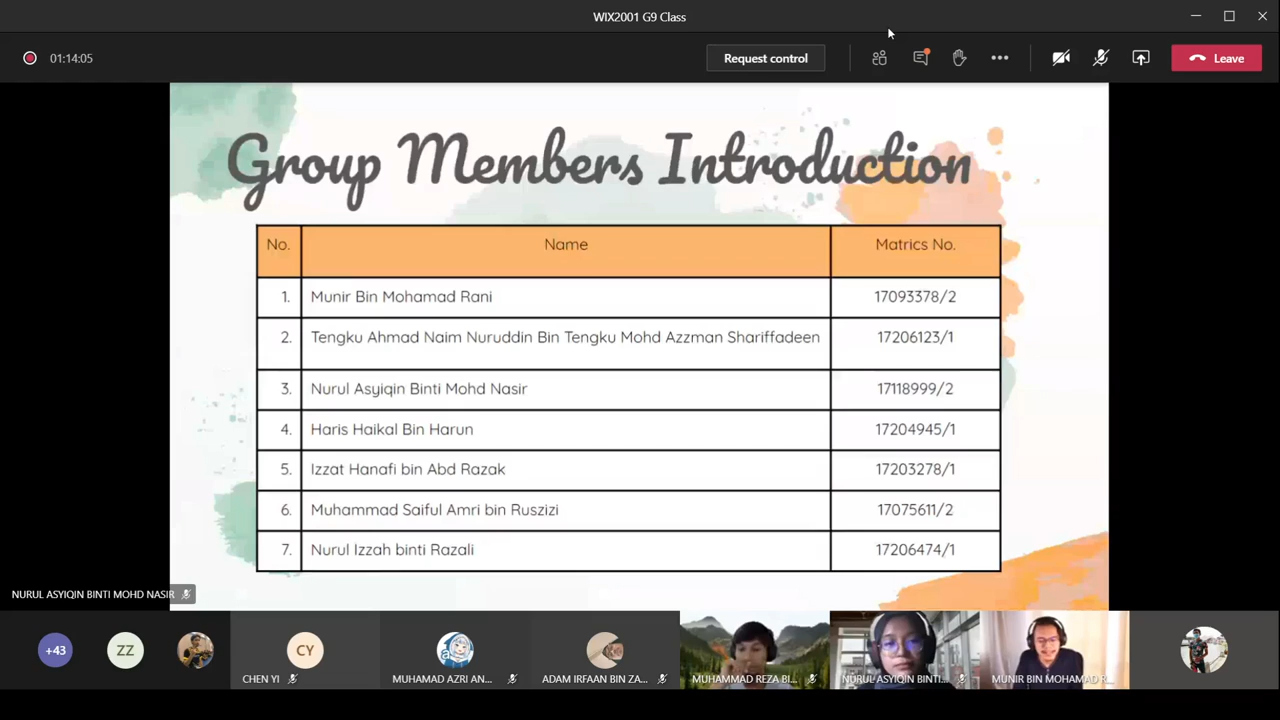 WIX2001 G9 Class
01:14:05
Request control
Leave
Group Members Introduction
No. Name Matrics No.
1. Munir Bin Mohamad Rani 17093378/2
2. Tengku Ahmad Naim Nuruddin Bin Tengku Mohd Azzman Shariffadeen 17206123/1
3. Nurul Asyiqin Binti Mohd Nasir 17118999/2
4. Haris Haikal Bin Harun 17204945/1
5. Izzat Hanafi bin Abd Razak 17203278/1
6. Muhammad Saiful Amri bin Ruszizi 17075611/2
7. Nurul Izzah binti Razali 17206474/1
NURUL ASYIQIN BINTI MOHD NASIR
+43 ZZ CY
CHEN YI MUHAMAD AZRI AN... ADAM IRFAAN BIN ZA... MUHAMMAD REZA BI... NURUL ASYIQIN BINTI... MUNIR BIN MOHAMAD R...